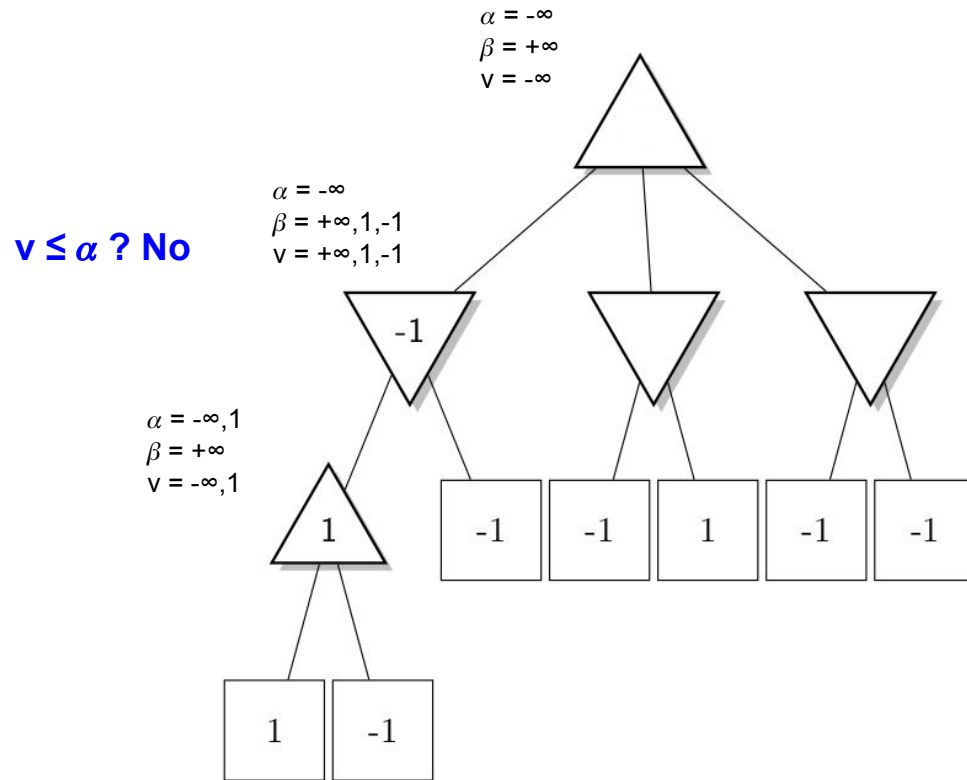 α = -∞
β = +∞
v = -∞
α = -∞
β = +∞,1,-1
v = +∞,1,-1
v ≤ α ? No
-1
α = -∞,1
β = +∞
v = -∞,1
1
-1
-1
1
-1
-1
1
-1